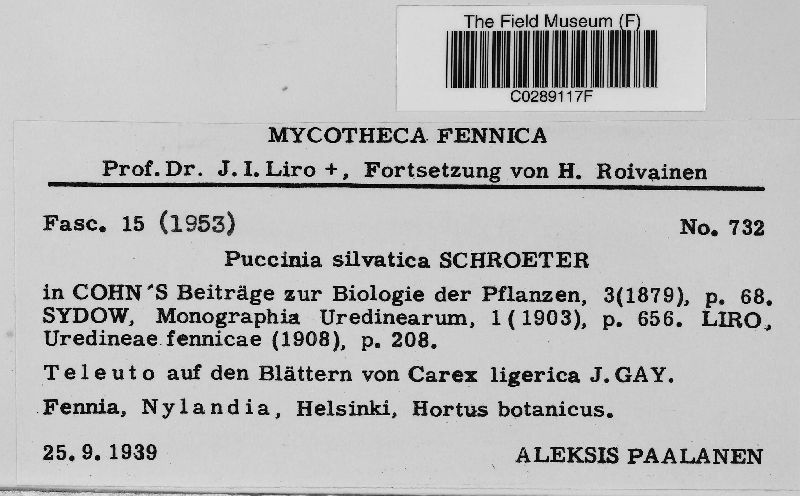 The Field Museum (F)
C0289117F
MYCOTHECA FENNICA
Prof. Dr. J. I. Liro +, Fortsetzung von H. Roivainen
Fasc. 15 (1953) No. 732
Puccinia silvatica SCHROETER
in COHN´S Beiträge zur Biologie der Pflanzen, 3(1879), p. 68.
SYDOW, Monographia Uredinearum, 1 (1903), p. 656. LIRO,
Uredineae fennicae (1908), p. 208.
Teleuto auf den Blättern von Carex ligerica J. GAY.
Fennia, Nylandia, Helsinki, Hortus botanicus.
25. 9. 1939 ALEKSIS PAALANEN